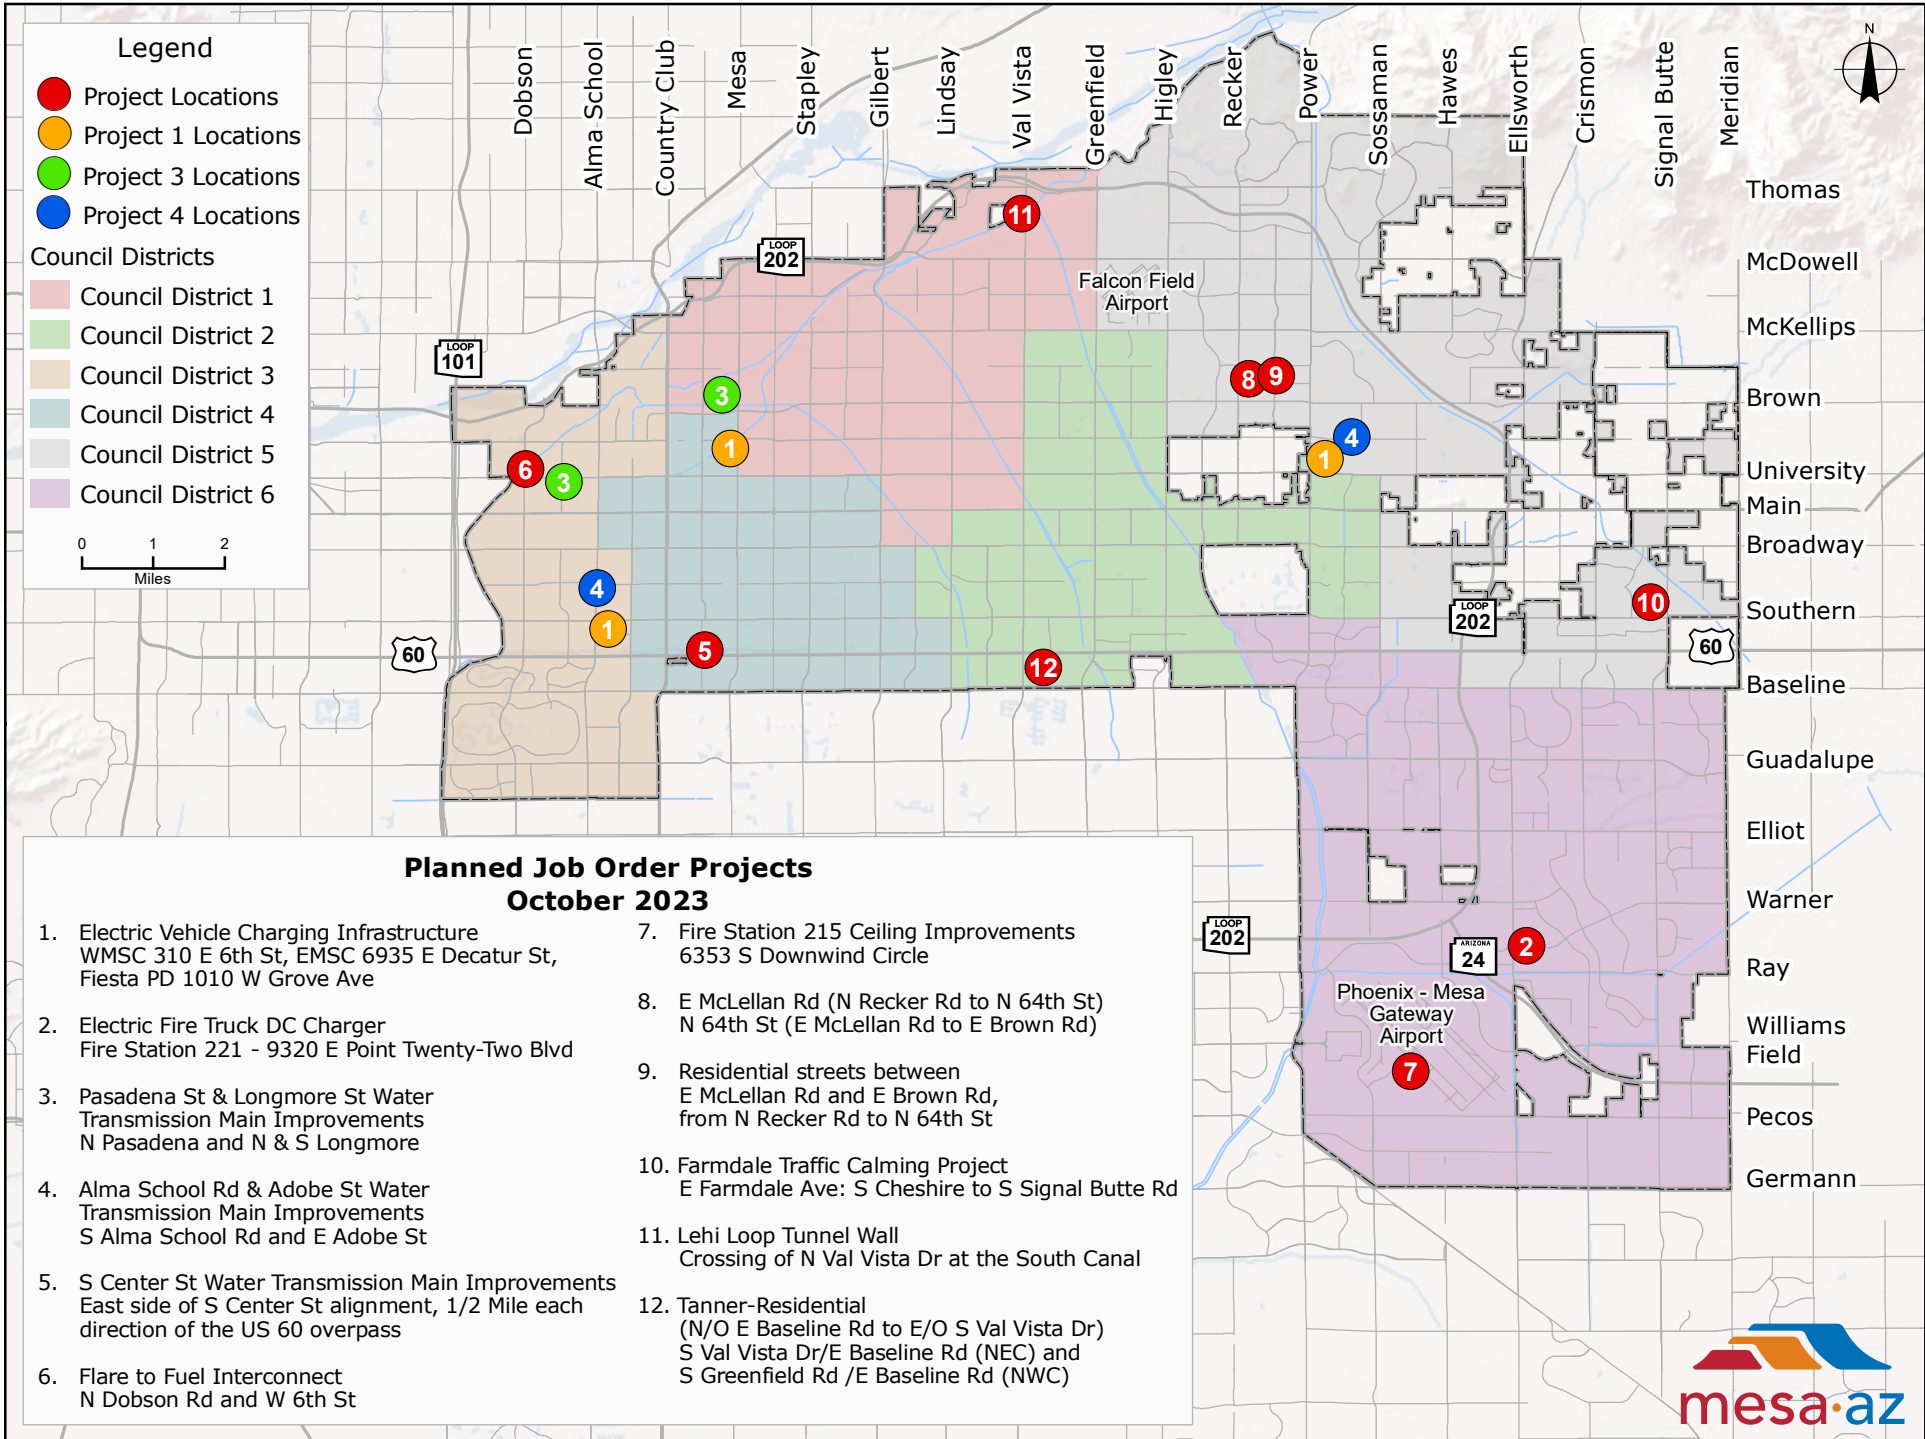 Legend
Project Locations
Project 1 Locations
Project 3 Locations
Project 4 Locations
Council Districts
Council District 1
Council District 2
Council District 3
Council District 4
Council District 5
Council District 6
0 1 2
Miles
Dobson
Alma School
Country Club
Mesa
Stapley
Gilbert
Lindsay
Val Vista
Greenfield
Higley
Recker
Power
Sossaman
Hawes
Ellsworth
Crismon
Signal Butte
Meridian
N
Thomas
McDowell
McKellips
Brown
University
Main
Broadway
Southern
Baseline
Guadalupe
Elliot
Warner
Ray
Williams
Field
Pecos
Germann
LOOP
202
LOOP
101
60
LOOP
202
60
LOOP
202
ARIZONA
24
Falcon Field
Airport
Phoenix - Mesa
Gateway
Airport
11
8
9
3
1
4
1
6
3
4
1
5
12
10
2
7
Planned Job Order Projects
October 2023
1. Electric Vehicle Charging Infrastructure
WMSC 310 E 6th St, EMSC 6935 E Decatur St,
Fiesta PD 1010 W Grove Ave
2. Electric Fire Truck DC Charger
Fire Station 221 - 9320 E Point Twenty-Two Blvd
3. Pasadena St & Longmore St Water
Transmission Main Improvements
N Pasadena and N & S Longmore
4. Alma School Rd & Adobe St Water
Transmission Main Improvements
S Alma School Rd and E Adobe St
5. S Center St Water Transmission Main Improvements
East side of S Center St alignment, 1/2 Mile each
direction of the US 60 overpass
6. Flare to Fuel Interconnect
N Dobson Rd and W 6th St
7. Fire Station 215 Ceiling Improvements
6353 S Downwind Circle
8. E McLellan Rd (N Recker Rd to N 64th St)
N 64th St (E McLellan Rd to E Brown Rd)
9. Residential streets between
E McLellan Rd and E Brown Rd,
from N Recker Rd to N 64th St
10. Farmdale Traffic Calming Project
E Farmdale Ave: S Cheshire to S Signal Butte Rd
11. Lehi Loop Tunnel Wall
Crossing of N Val Vista Dr at the South Canal
12. Tanner-Residential
(N/O E Baseline Rd to E/O S Val Vista Dr)
S Val Vista Dr/E Baseline Rd (NEC) and
S Greenfield Rd /E Baseline Rd (NWC)
mesa·az